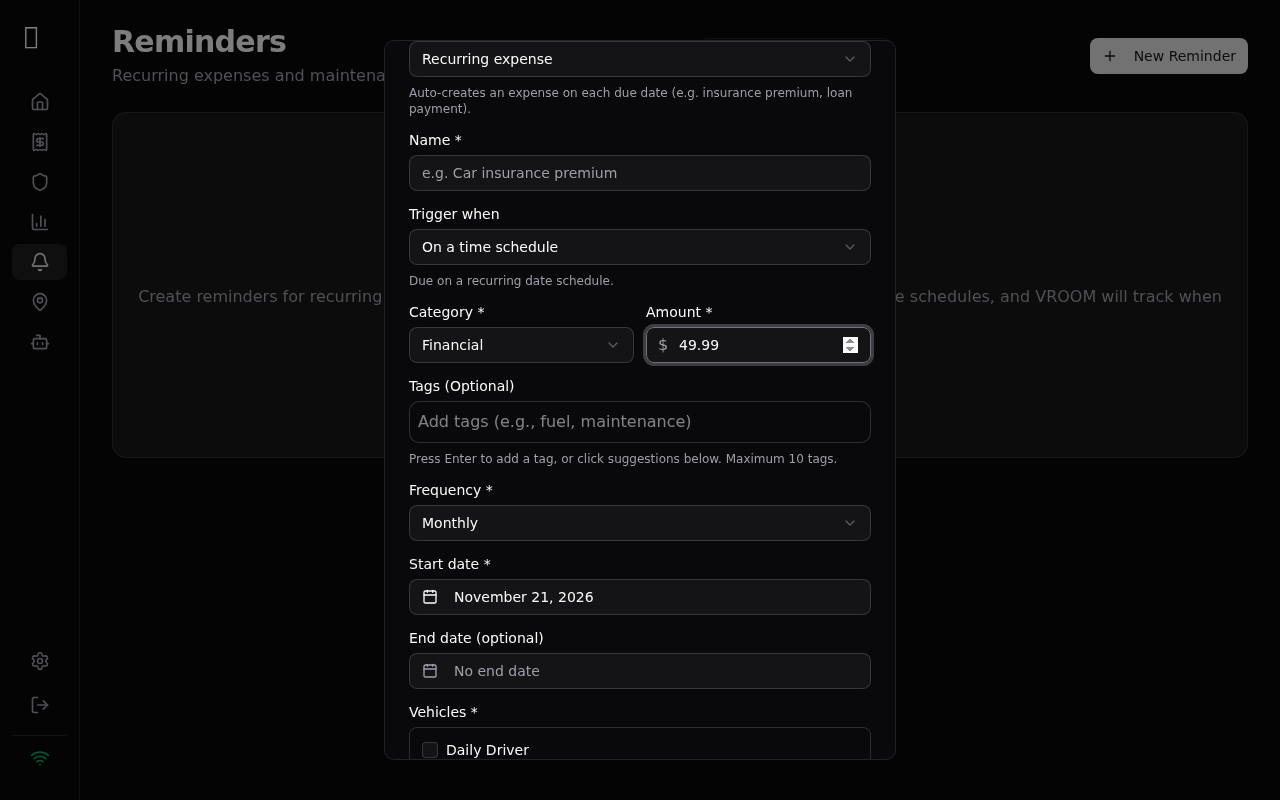 Reminders
Recurring expenses and maintena
New Reminder
Recurring expense
Auto-creates an expense on each due date (e.g. insurance premium, loan
payment).
Name *
e.g. Car insurance premium
Trigger when
On a time schedule
Due on a recurring date schedule.
Create reminders for recurring
e schedules, and VROOM will track when
Category *
Amount *
Financial
$ 49.99
Tags (Optional)
Add tags (e.g., fuel, maintenance)
Press Enter to add a tag, or click suggestions below. Maximum 10 tags.
Frequency *
Monthly
Start date *
November 21, 2026
End date (optional)
No end date
Vehicles *
Daily Driver